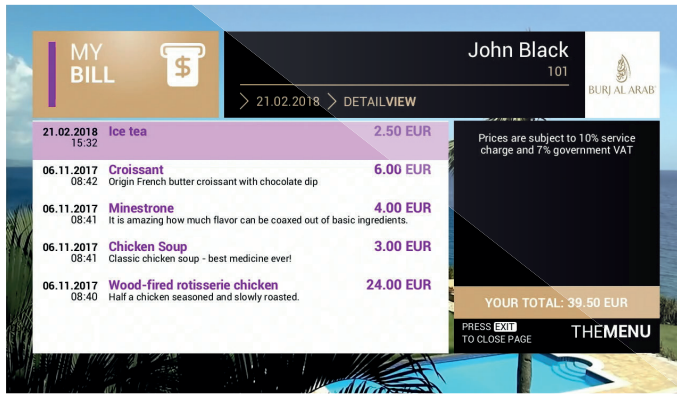 MY
BILL
$
John Black
101
21.02.2018 DETAILVIEW
BURJ AL ARAB
21.02.2018 Ice tea 2.50 EUR
15:32
06.11.2017 Croissant 6.00 EUR
08:42 Origin French butter croissant with chocolate dip
06.11.2017 Minestrone 4.00 EUR
08:41 It is amazing how much flavor can be coaxed out of basic ingredients.
06.11.2017 Chicken Soup 3.00 EUR
08:41 Classic chicken soup - best medicine ever!
06.11.2017 Wood-fired rotisserie chicken 24.00 EUR
08:40 Half a chicken seasoned and slowly roasted.
Prices are subject to 10% service
charge and 7% government VAT
YOUR TOTAL: 39.50 EUR
PRESS EXIT
TO CLOSE PAGE
THEMENU